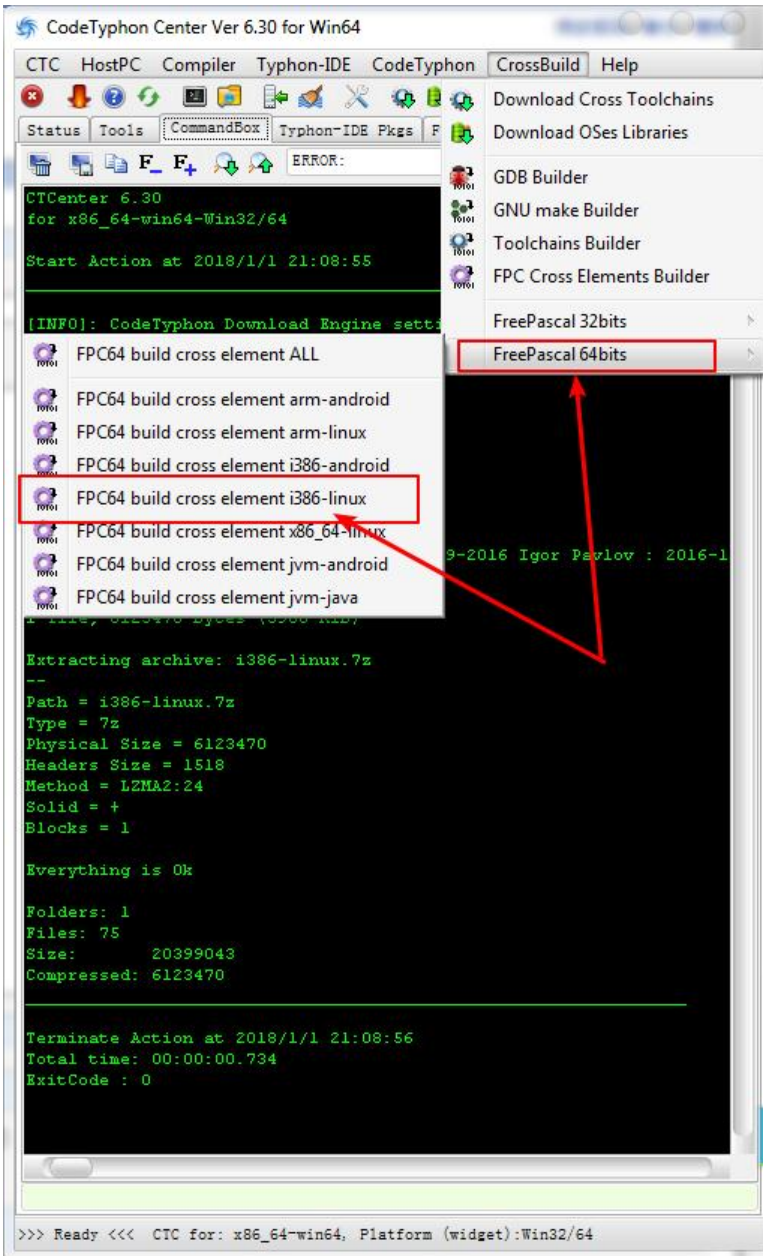 CodeTyphon Center Ver 6.30 for Win64
CTC HostPC Compiler Typhon-IDE CodeTyphon CrossBuild Help
Status Tools CommandBox Typhon-IDE Pkgs F
ERROR:
Download Cross Toolchains
Download OSes Libraries
GDB Builder
GNU make Builder
Toolchains Builder
FPC Cross Elements Builder
FreePascal 32bits
FreePascal 64bits
CTCenter 6.30
for x86_64-win64-Win32/64
Start Action at 2018/1/1 21:08:55
[INFO]: CodeTyphon Download Engine setti
FPC64 build cross element ALL
FPC64 build cross element arm-android
FPC64 build cross element arm-linux
FPC64 build cross element i386-android
FPC64 build cross element i386-linux
FPC64 build cross element x86_64-linux
FPC64 build cross element jvm-android
FPC64 build cross element jvm-java
9-2016 Igor Pavlov : 2016-1
Extracting archive: i386-linux.7z
--
Path = i386-linux.7z
Type = 7z
Physical Size = 6123470
Headers Size = 1518
Method = LZMA2:24
Solid = +
Blocks = 1
Everything is Ok
Folders: 1
Files: 75
Size: 20399043
Compressed: 6123470
Terminate Action at 2018/1/1 21:08:56
Total time: 00:00:00.734
ExitCode : 0
>>> Ready <<< CTC for: x86_64-win64, Platform (widget):Win32/64